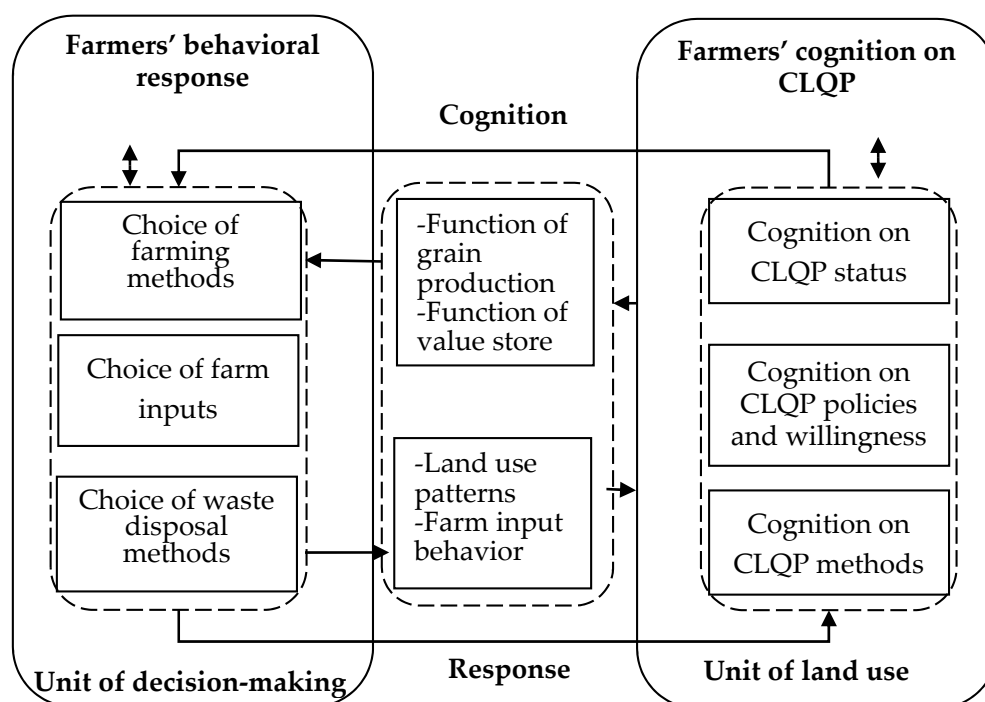 Farmers’ behavioral
response
Farmers’ cognition on
CLQP
Cognition
Choice of
farming
methods
Choice of farm
inputs
Choice of waste
disposal
methods
-Function of
grain
production
-Function of
value store
-Land use
patterns
-Farm input
behavior
Cognition on
CLQP status
Cognition on
CLQP policies
and willingness
Cognition on
CLQP methods
Unit of decision-making
Response
Unit of land use